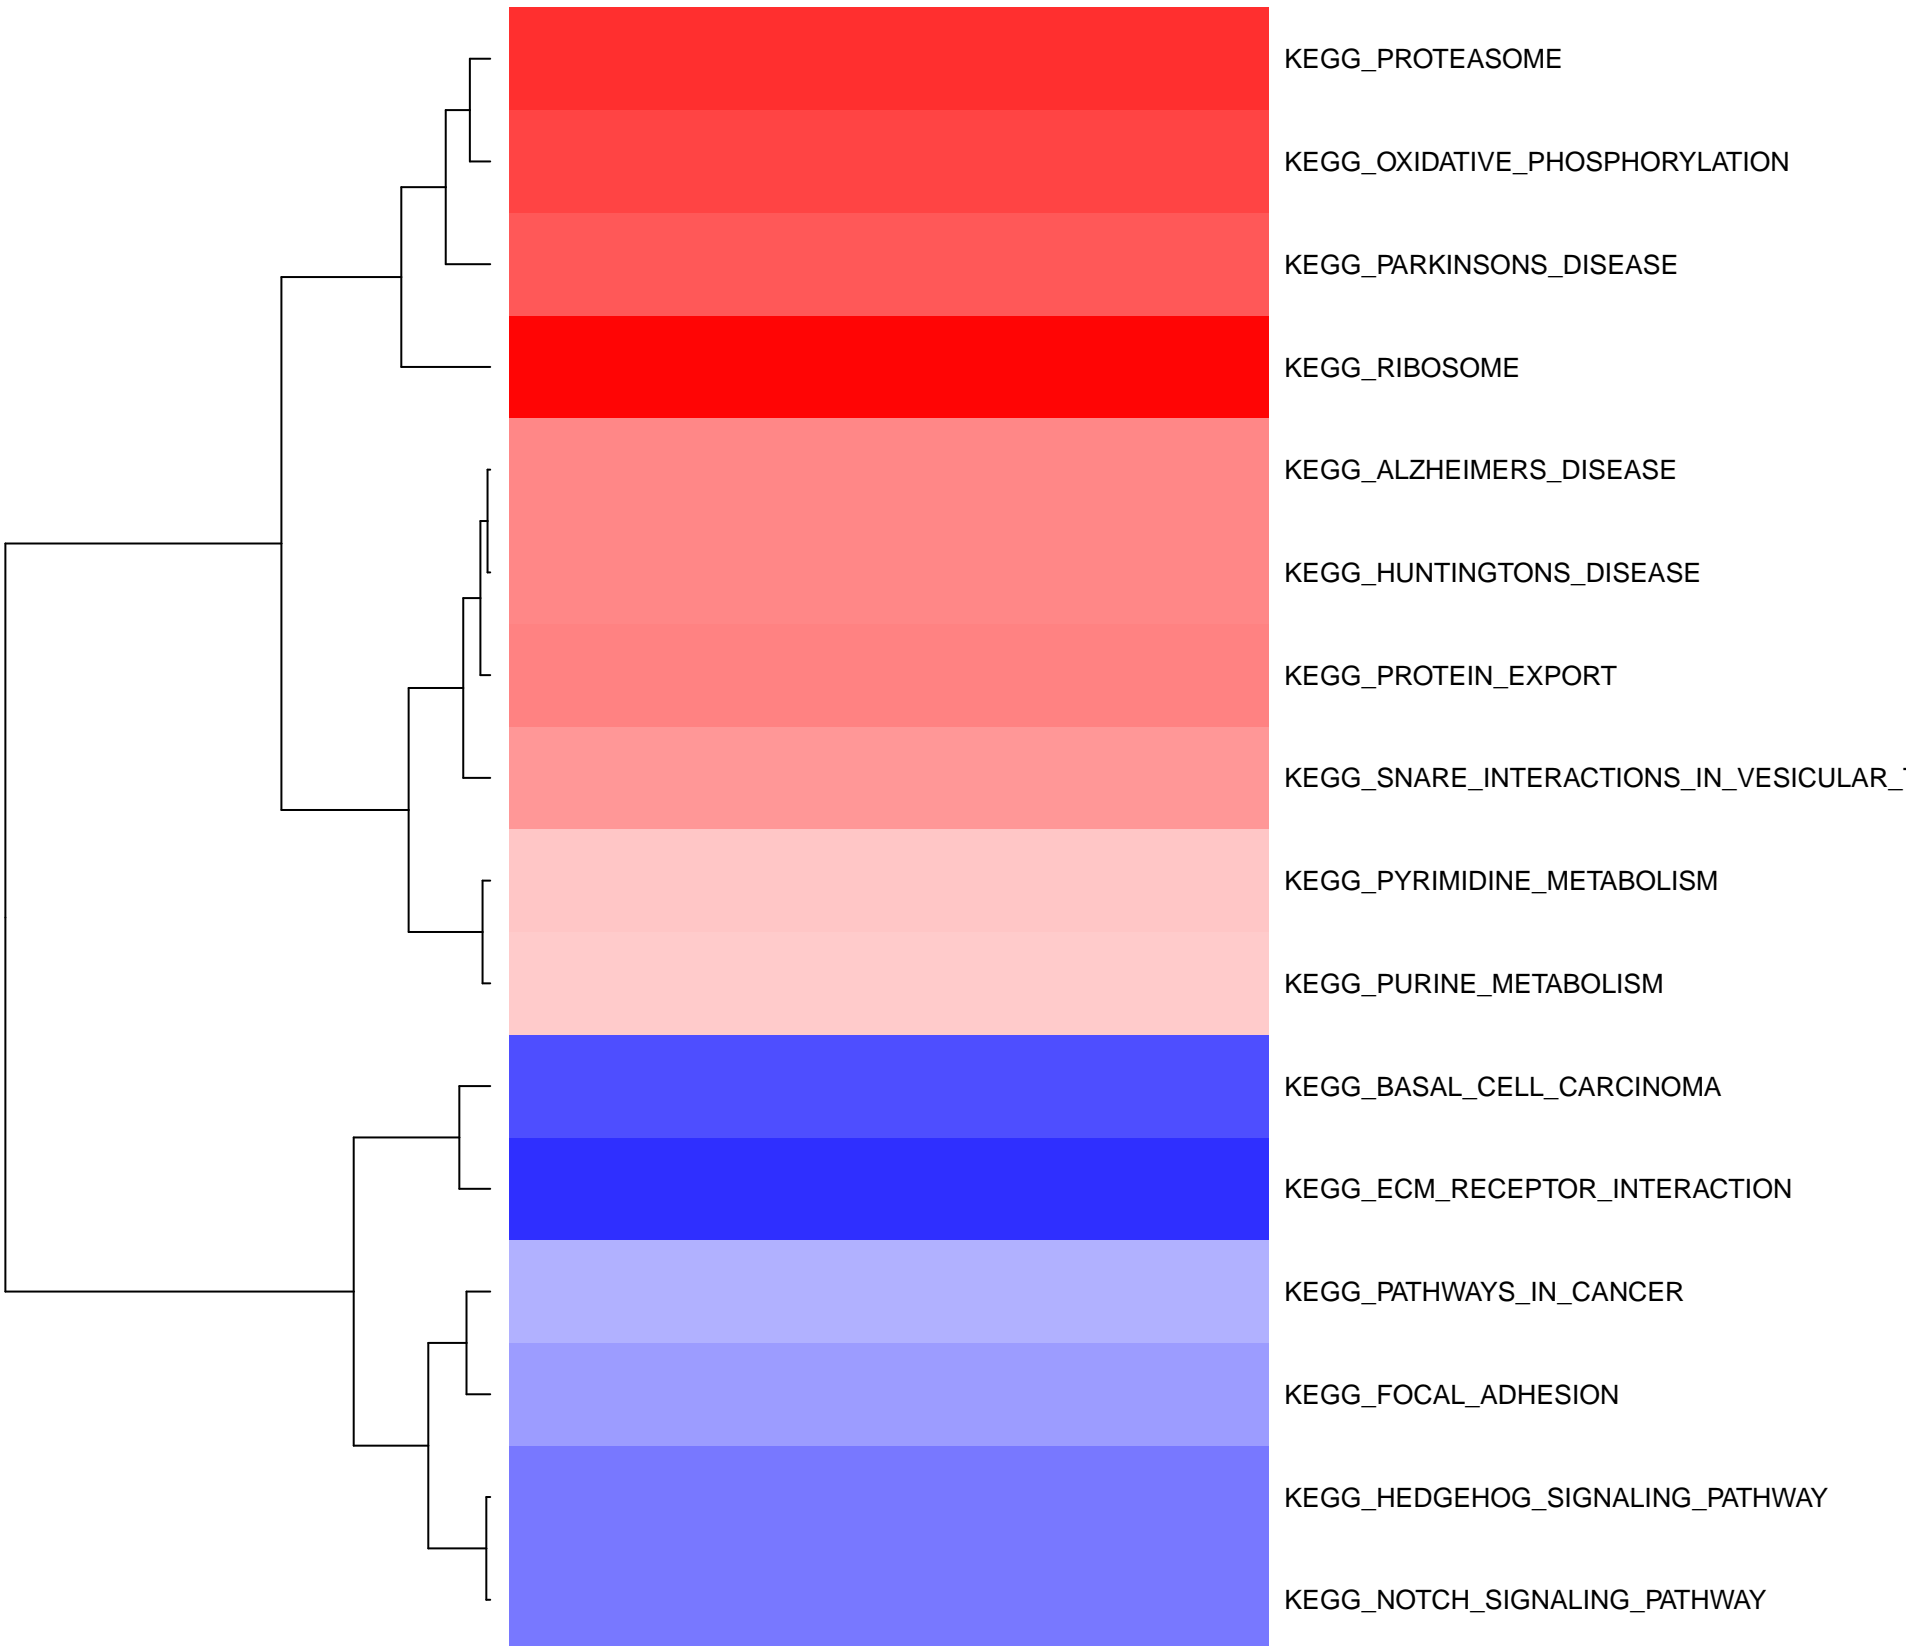 KEGG_PROTEASOME
KEGG_OXIDATIVE_PHOSPHORYLATION
KEGG_PARKINSONS_DISEASE
KEGG_RIBOSOME
KEGG_ALZHEIMERS_DISEASE
KEGG_HUNTINGTONS_DISEASE
KEGG_PROTEIN_EXPORT
KEGG_SNARE_INTERACTIONS_IN_VESICULAR_
KEGG_PYRIMIDINE_METABOLISM
KEGG_PURINE_METABOLISM
KEGG_BASAL_CELL_CARCINOMA
KEGG_ECM_RECEPTOR_INTERACTION
KEGG_PATHWAYS_IN_CANCER
KEGG_FOCAL_ADHESION
KEGG_HEDGEHOG_SIGNALING_PATHWAY
KEGG_NOTCH_SIGNALING_PATHWAY